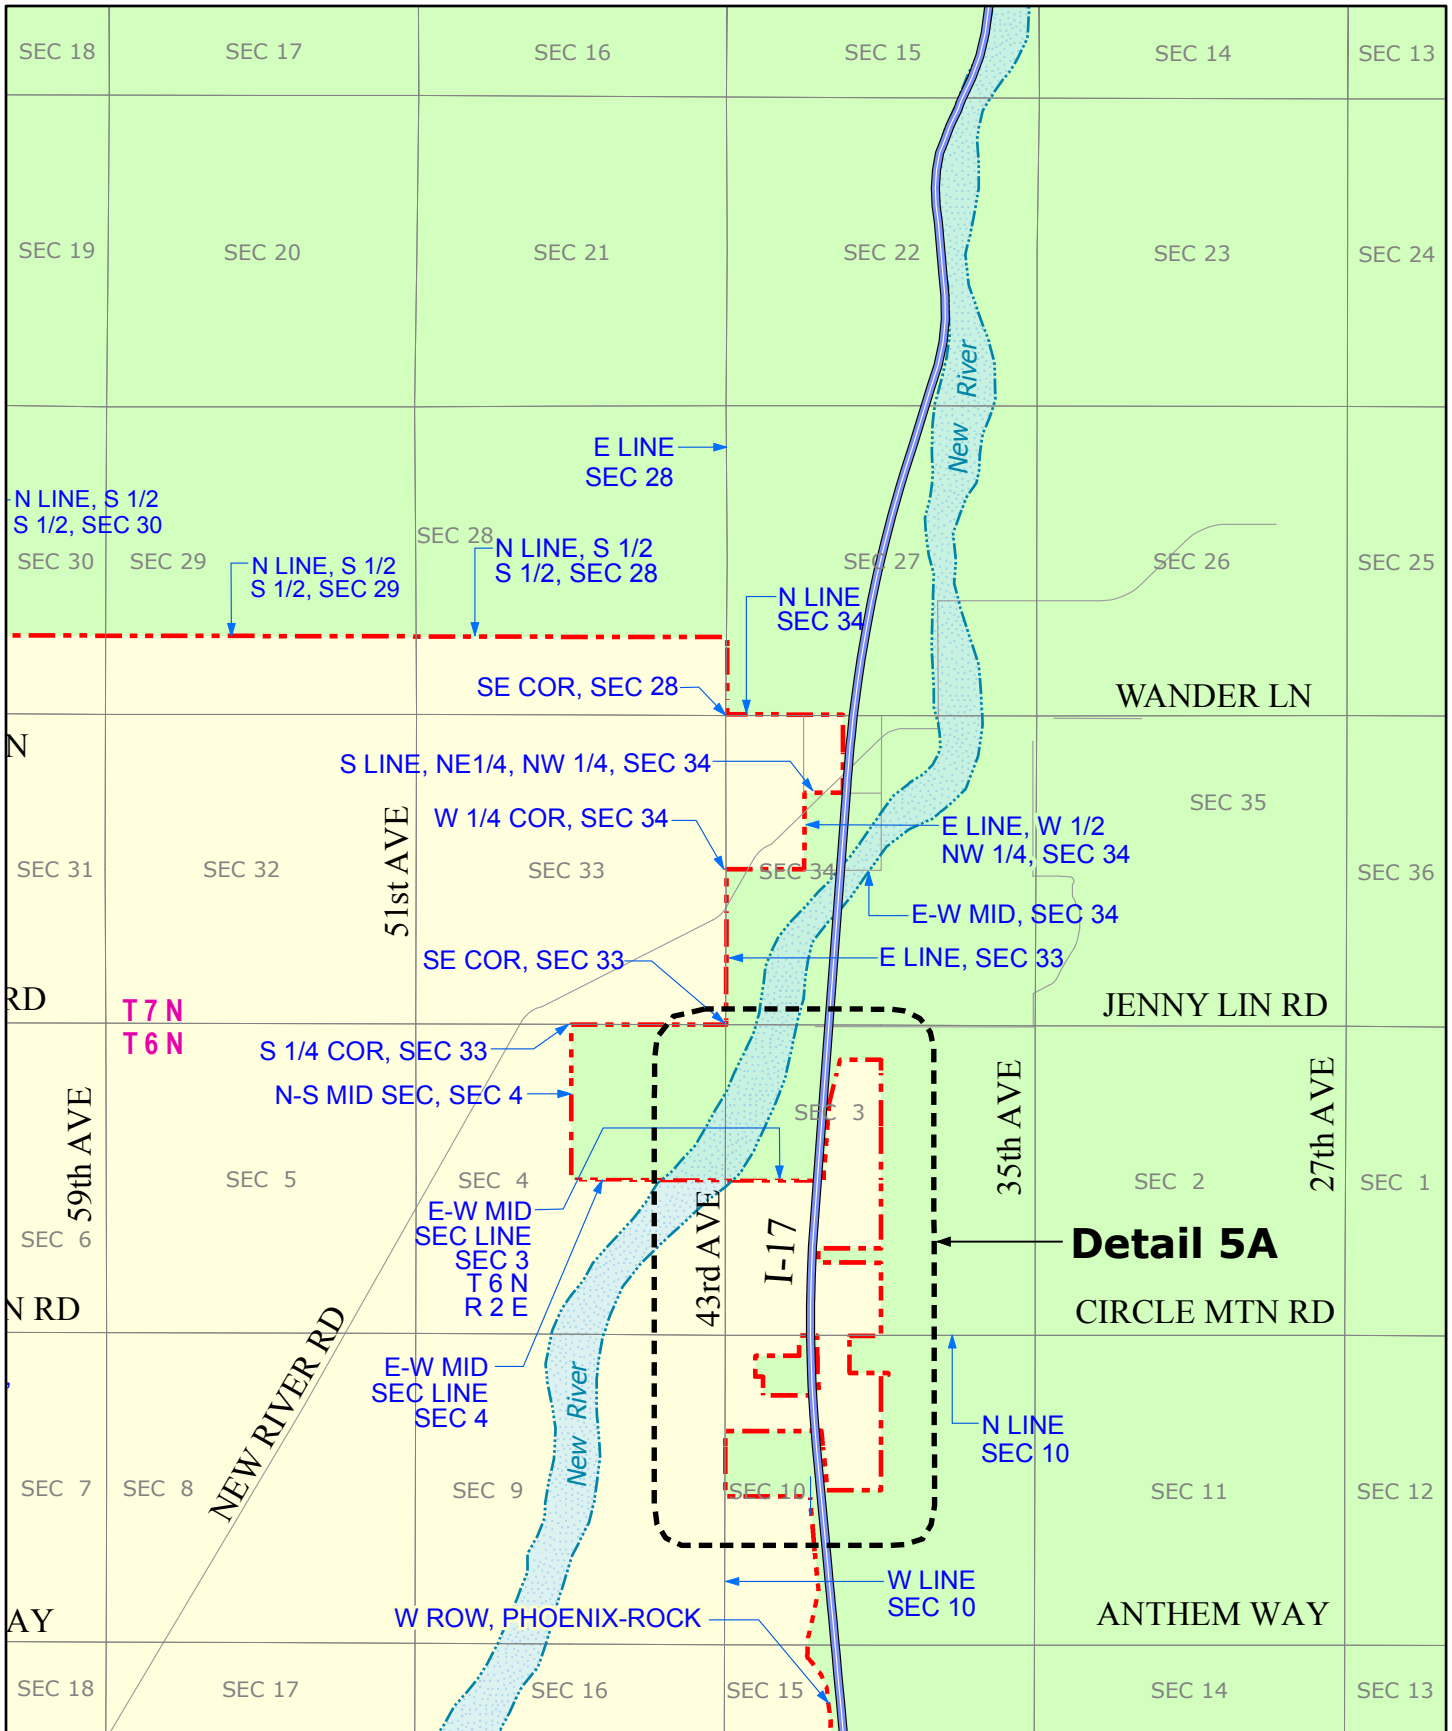 SEC 18
SEC 17
SEC 16
SEC 15
SEC 14
SEC 13
SEC 19
SEC 20
SEC 21
SEC 22
SEC 23
SEC 24
New River
E LINE
SEC 28
N LINE, S 1/2
S 1/2, SEC 30
SEC 30
SEC 29
N LINE, S 1/2
S 1/2, SEC 29
SEC 28
N LINE, S 1/2
S 1/2, SEC 28
SEC 27
SEC 26
SEC 25
N LINE
SEC 34
SE COR, SEC 28
WANDER LN
N
S LINE, NE1/4, NW 1/4, SEC 34
W 1/4 COR, SEC 34
E LINE, W 1/2
NW 1/4, SEC 34
SEC 35
51st AVE
SEC 31
SEC 32
SEC 33
SEC 34
SEC 36
E-W MID, SEC 34
SE COR, SEC 33
E LINE, SEC 33
RD
T 7 N
T 6 N
JENNY LIN RD
S 1/4 COR, SEC 33
N-S MID SEC, SEC 4
SEC 3
59th AVE
35th AVE
27th AVE
SEC 5
SEC 4
SEC 2
SEC 1
SEC 6
E-W MID
SEC LINE
SEC 3
T 6 N
R 2 E
43rd AVE
I-17
Detail 5A
N RD
CIRCLE MTN RD
NEW RIVER RD
E-W MID
SEC LINE
SEC 4
New River
N LINE
SEC 10
,
SEC 7
SEC 8
SEC 9
SEC 10
SEC 11
SEC 12
W LINE
SEC 10
W ROW, PHOENIX-ROCK
AY
ANTHEM WAY
SEC 18
SEC 17
SEC 16
SEC 15
SEC 14
SEC 13